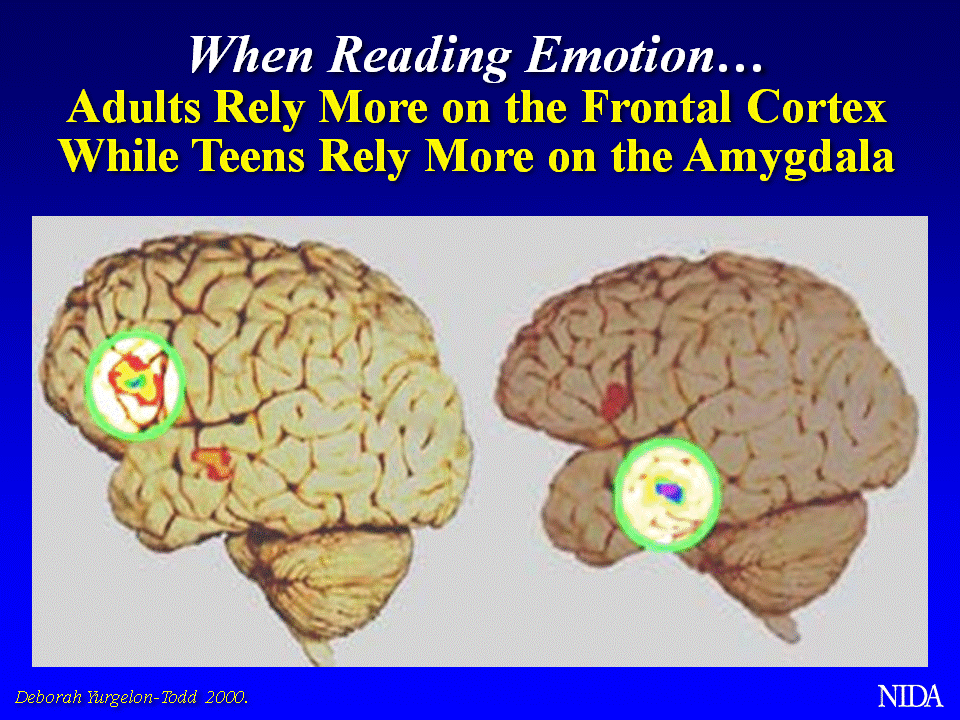 When Reading Emotion…
Adults Rely More on the Frontal Cortex
While Teens Rely More on the Amygdala
Deborah Yurgelon-Todd 2000.
NIDA